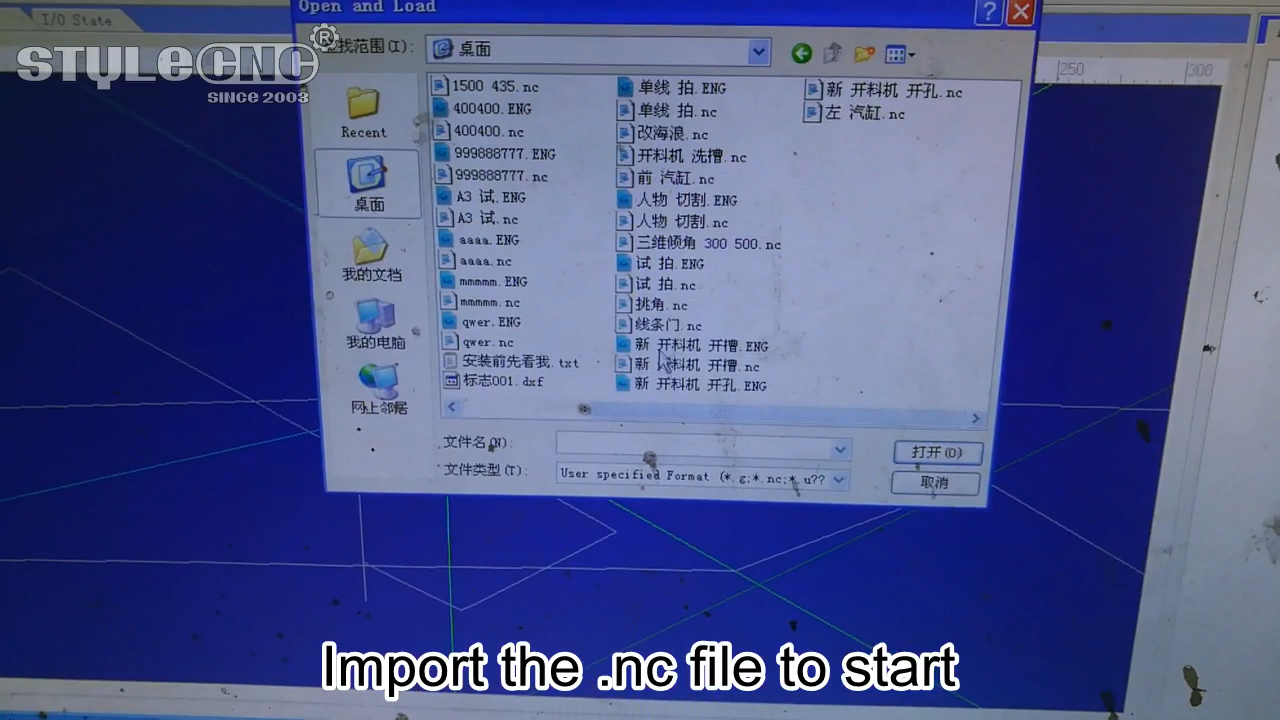 Open and Load
I/O State
STYLECNC®
SINCE 2003
找范围(I):
桌面
250
300
Recent
桌面
我的文档
我的电脑
网上邻居
1500 435.nc
400400.ENG
400400.nc
999888777.ENG
999888777.nc
A3 试.ENG
A3 试.nc
aaaa.ENG
aaaa.nc
mmmmm.ENG
mmmmm.nc
qwer.ENG
qwer.nc
安装前先看我.txt
标志001.dxf
单线 拍.ENG
单线 拍.nc
改海浪.nc
开料机 洗槽.nc
前 汽缸.nc
人物 切割.ENG
人物 切割.nc
三维倾角 300 500.nc
试 拍.ENG
试 拍.nc
挑角.nc
线条门.nc
新 开料机 开槽.ENG
新 开料机 开槽.nc
新 开料机 开孔.ENG
新 开料机 开孔.nc
左 汽缸.nc
文件名(N):
打开(O)
文件类型(T):
User specified Format (*.g;*.nc;*.u??
取消
Import the .nc file to start